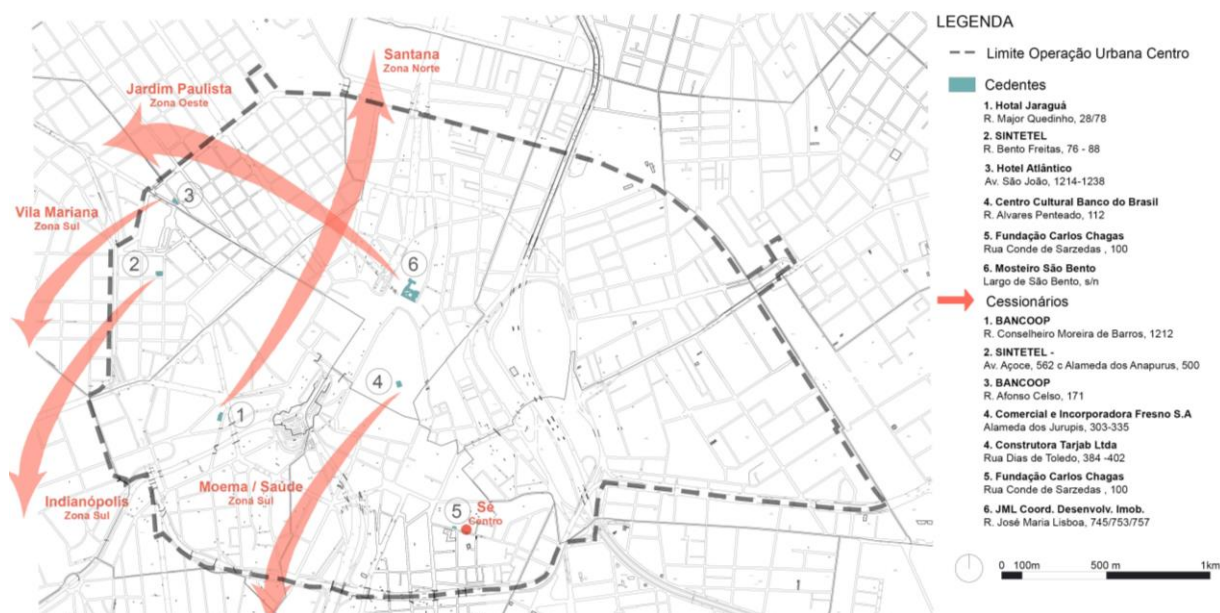 Santana
Zona Norte
Jardim Paulista
Zona Oeste
3
Vila Mariana
Zona Sul
2
6
4
1
Indianópolis
Zona Sul
Moema / Saúde
Zona Sul
5
Sé
Centro
LEGENDA
Limite Operação Urbana Centro
Cedentes
1. Hotal Jaraguá
R. Major Quedinho, 28/78
2. SINTETEL
R. Bento Freitas, 76 - 88
3. Hotel Atlântico
Av. São João, 1214-1238
4. Centro Cultural Banco do Brasil
R. Alvares Penteado, 112
5. Fundação Carlos Chagas
Rua Conde de Sarzedas , 100
6. Mosteiro São Bento
Largo de São Bento, s/n
Cessionários
1. BANCOOP
R. Conselheiro Moreira de Barros, 1212
2. SINTETEL -
Av. Açoce, 562 c Alameda dos Anapurus, 500
3. BANCOOP
R. Afonso Celso, 171
4. Comercial e Incorporadora Fresno S.A
Alameda dos Jurupis, 303-335
4. Construtora Tarjab Ltda
Rua Dias de Toledo, 384 -402
5. Fundação Carlos Chagas
Rua Conde de Sarzedas , 100
6. JML Coord. Desenvolv. Imob.
R. José Maria Lisboa, 745/753/757
0 100m 500 m 1km